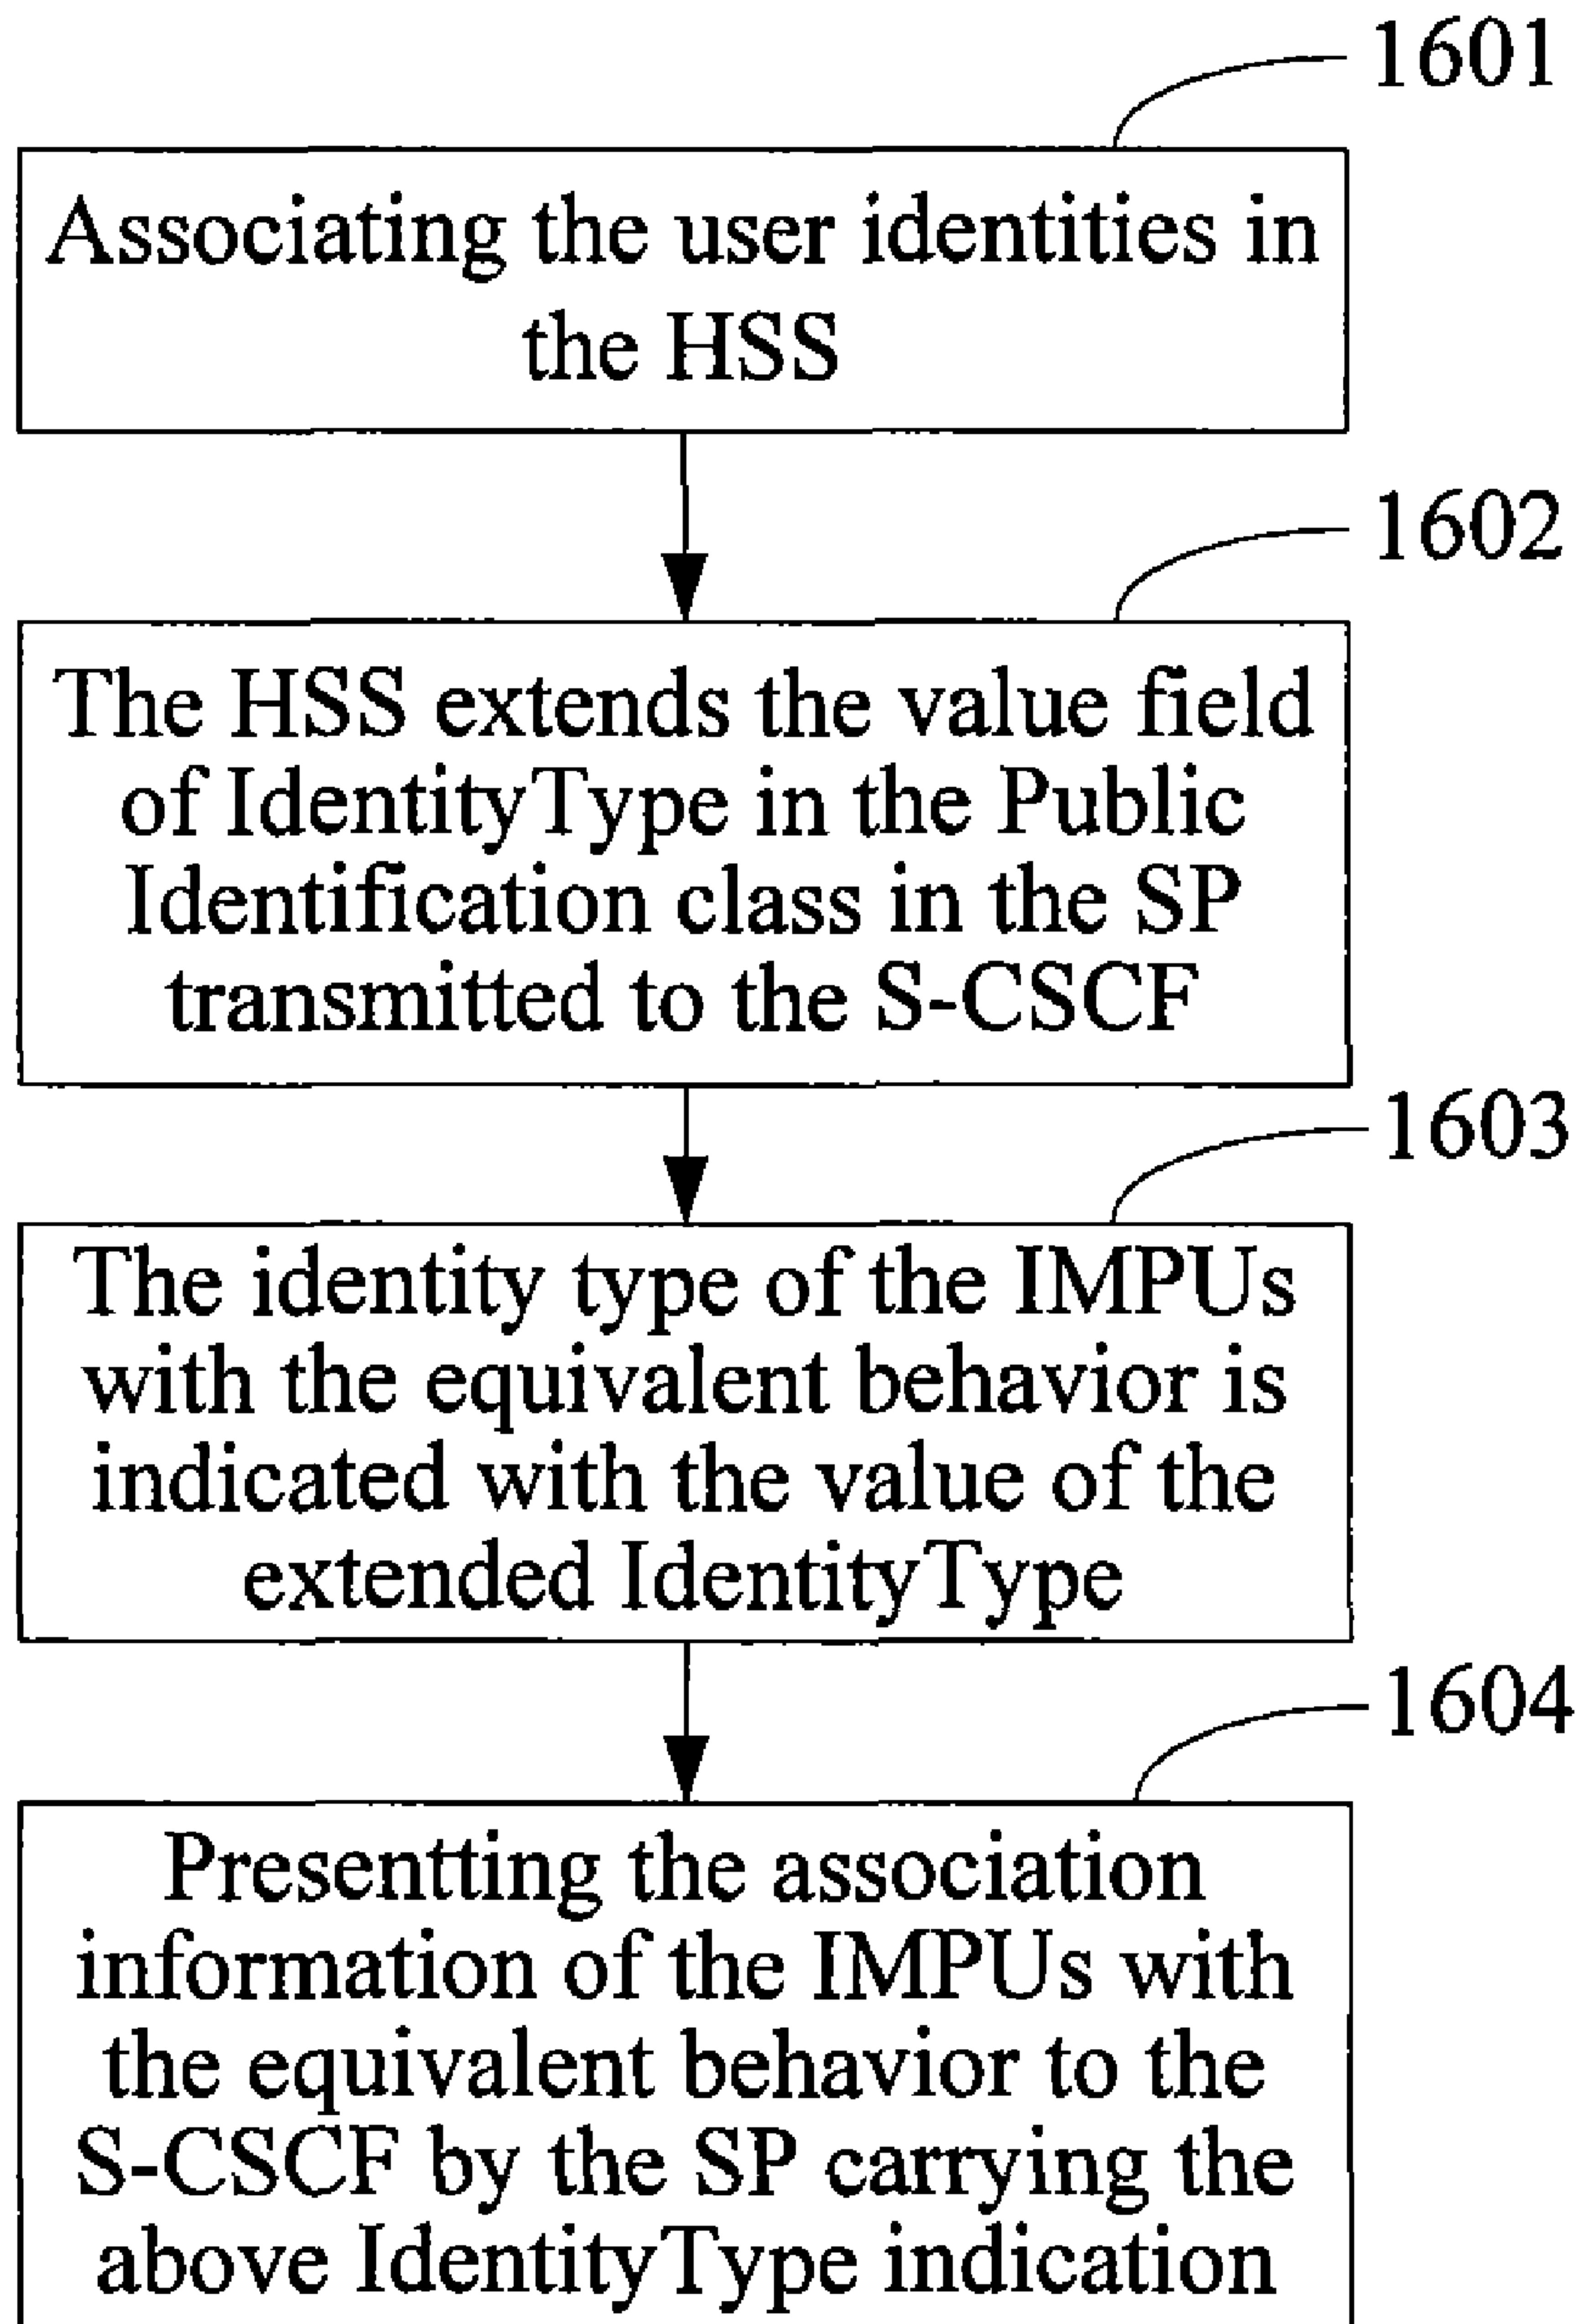 1601
Associating the user identities in
the HSS
1602
The HSS extends the value field
of IdentityType in the Public
Identification class in the SP
transmitted to the S-CSCF
1603
The identity type of the IMPUs
with the equivalent behavior is
indicated with the value of the
extended IdentityType
1604
Presentting the association
information of the IMPUs with
the equivalent behavior to the
S-CSCF by the SP carrying the
above IdentityType indication